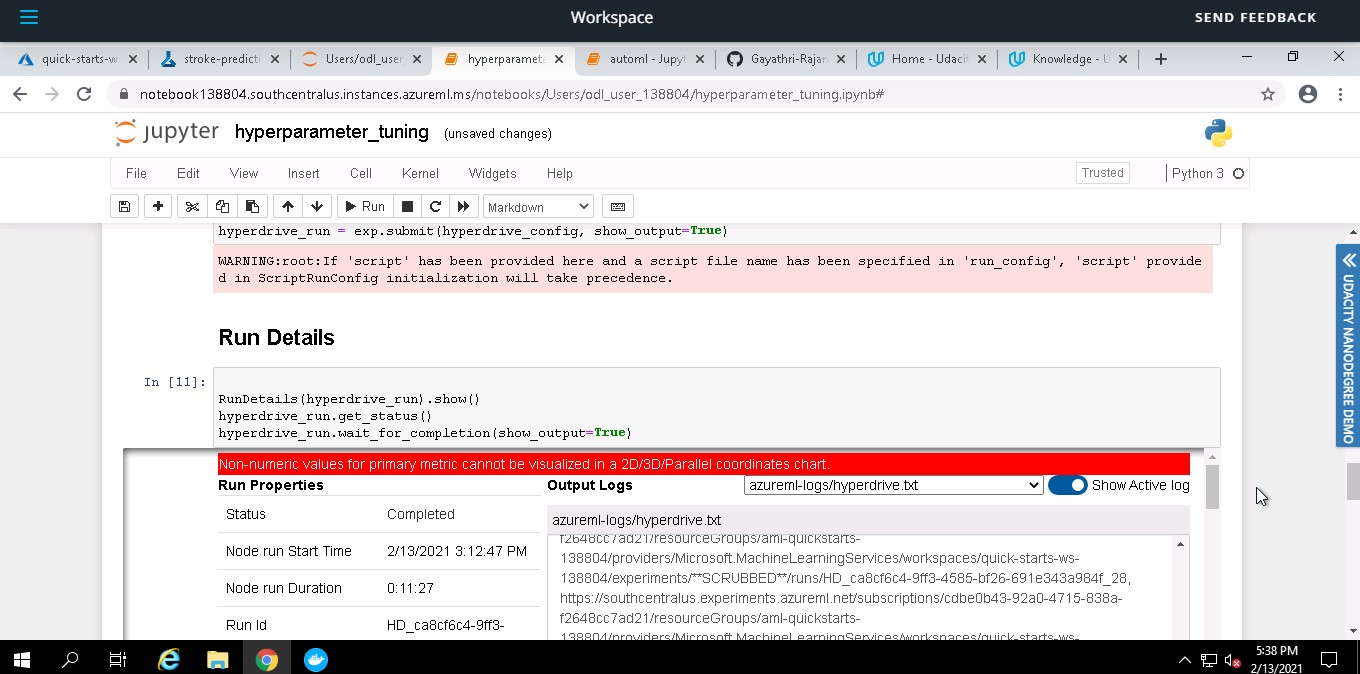 Workspace
SEND FEEDBACK
quick-starts-w
stroke-predicti
Users/odl_user
hyperparamete
automl - Jupyt
Gayathri-Rajan
Home - Udaci
Knowledge - U
notebook138804.southcentralus.instances.azureml.ms/notebooks/Users/odl_user_138804/hyperparameter_tuning.ipynb#
jupyter hyperparameter_tuning (unsaved changes)
File Edit View Insert Cell Kernel Widgets Help
Trusted
Python 3
Run
Markdown
hyperdrive_run = exp.submit(hyperdrive_config, show_output=True)
WARNING:root:If 'script' has been provided here and a script file name has been specified in 'run_config', 'script' provide
d in ScriptRunConfig initialization will take precedence.
Run Details
In [11]:
RunDetails(hyperdrive_run).show()
hyperdrive_run.get_status()
hyperdrive_run.wait_for_completion(show_output=True)
Non-numeric values for primary metric cannot be visualized in a 2D/3D/Parallel coordinates chart.
Run Properties
Status Completed
Node run Start Time 2/13/2021 3:12:47 PM
Node run Duration 0:11:27
Run Id HD_ca8cf6c4-9ff3-
Output Logs
azureml-logs/hyperdrive.txt
Show Active log
azureml-logs/hyperdrive.txt
f2648cc7ad21/resourceGroups/aml-quickstarts-
138804/providers/Microsoft.MachineLearningServices/workspaces/quick-starts-ws-
138804/experiments/**SCRUBBED**/runs/HD_ca8cf6c4-9ff3-4585-bf26-691e343a984f_28,
https://southcentralus.experiments.azureml.net/subscriptions/cdbe0b43-92a0-4715-838a-
f2648cc7ad21/resourceGroups/aml-quickstarts-
138804/providers/Microsoft.MachineLearningServices/workspaces/quick-starts-ws-
UDACITY NANODEGREE DEMO
5:38 PM
2/13/2021